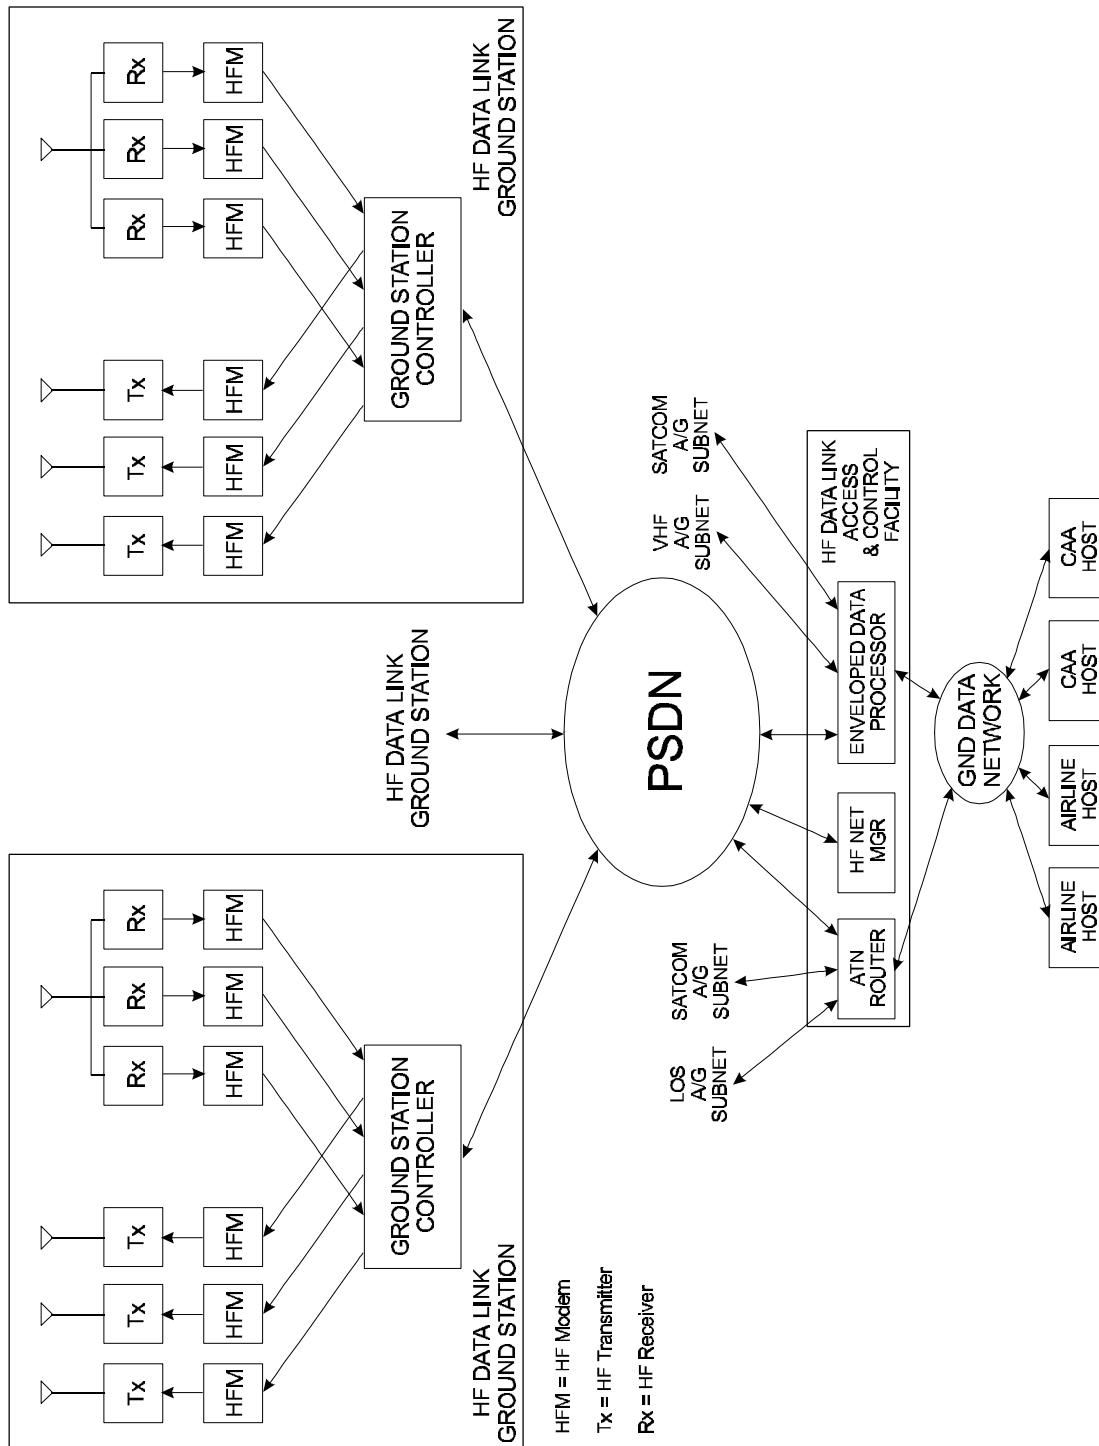 Tx
Tx
Tx
Rx
Rx
Rx
HFM
HFM
HFM
HFM
HFM
HFM
GROUND STATION
CONTROLLER
HF DATA LINK
GROUND STATION
HF DATA LINK
GROUND STATION
Tx
Tx
Tx
Rx
Rx
Rx
HFM
HFM
HFM
HFM
HFM
HFM
GROUND STATION
CONTROLLER
HF DATA LINK
GROUND STATION
HFM = HF Modem
Tx = HF Transmitter
Rx = HF Receiver
PSDN
LOS
A/G
SUBNET
SATCOM
A/G
SUBNET
VHF
A/G
SUBNET
SATCOM
A/G
SUBNET
ATN
ROUTER
HF NET
MGR
ENVELOPED DATA
PROCESSOR
HF DATA LINK
ACCESS
& CONTROL
FACILITY
GND DATA
NETWORK
AIRLINE
HOST
AIRLINE
HOST
CAA
HOST
CAA
HOST